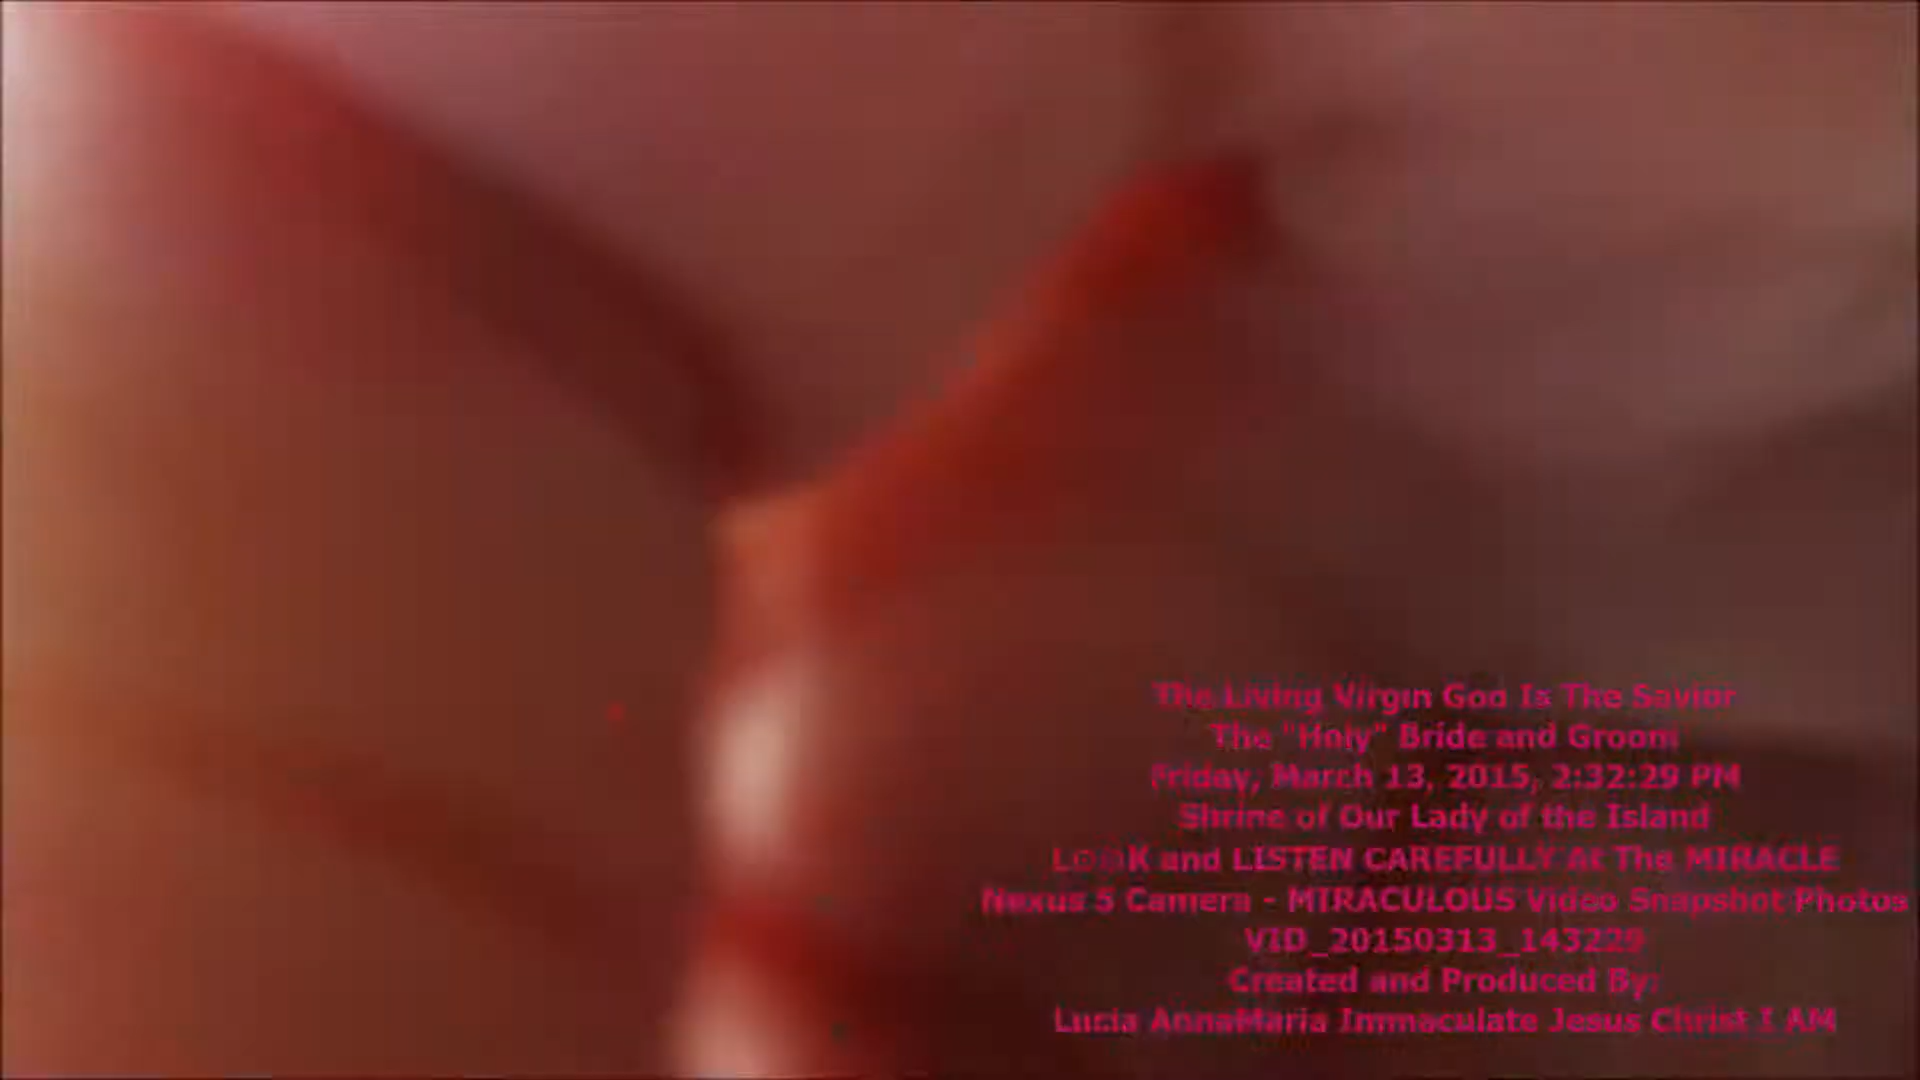 The Living Virgin God Is The Savior
The "Holy" Bride and Groom
Friday, March 13, 2015, 2:32:29 PM
Shrine of Our Lady of the Island
L☺☺K and LISTEN CAREFULLY At The MIRACLE
Nexus 5 Camera - MIRACULOUS Video Snapshot Photos
VID_20150313_143229
Created and Produced By:
Lucia AnnaMaria Immaculate Jesus Christ I AM